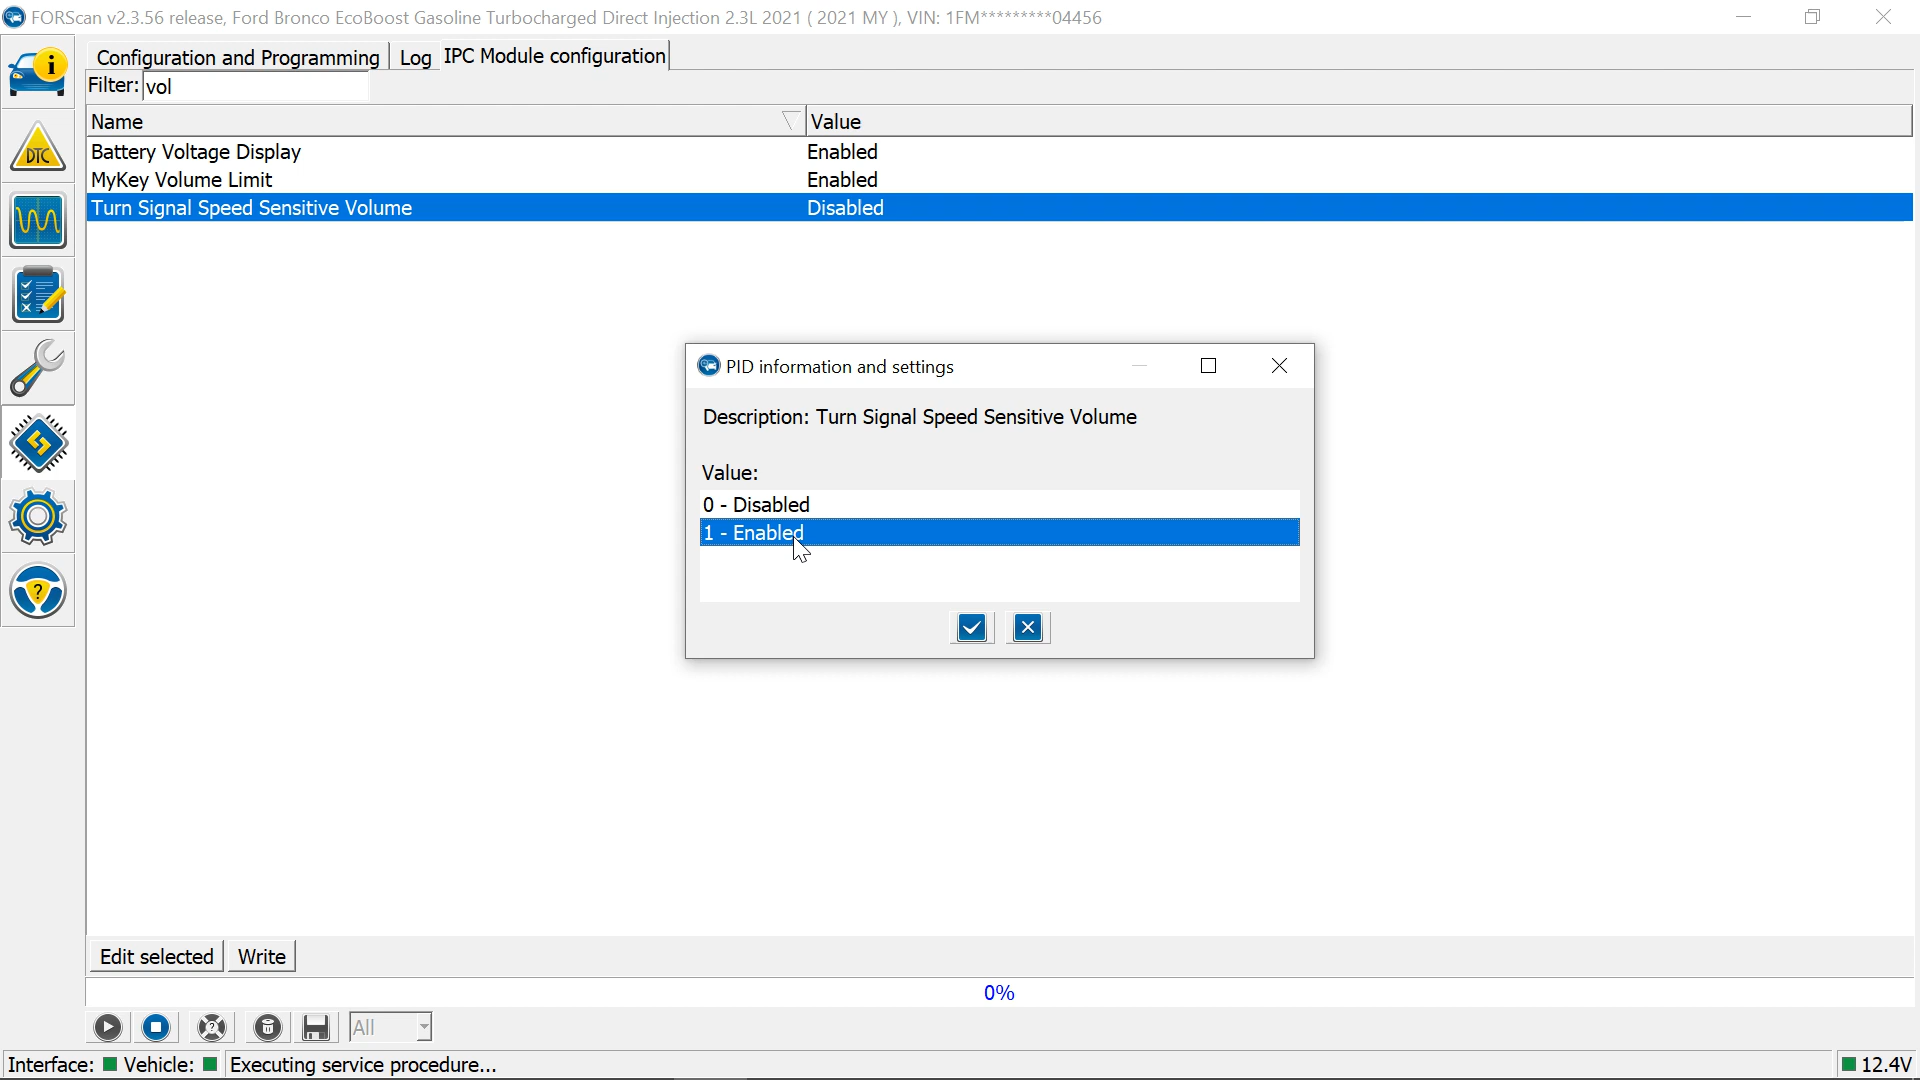 FORScan v2.3.56 release, Ford Bronco EcoBoost Gasoline Turbocharged Direct Injection 2.3L 2021 ( 2021 MY ), VIN: 1FM*********04456
Configuration and Programming Log IPC Module configuration
Filter: vol
Name Value
Battery Voltage Display Enabled
MyKey Volume Limit Enabled
Turn Signal Speed Sensitive Volume Disabled
PID information and settings
Description: Turn Signal Speed Sensitive Volume
Value:
0 - Disabled
1 - Enabled
i
DTC
?
Edit selected Write
0%
? All
Interface: Vehicle: Executing service procedure... 12.4V